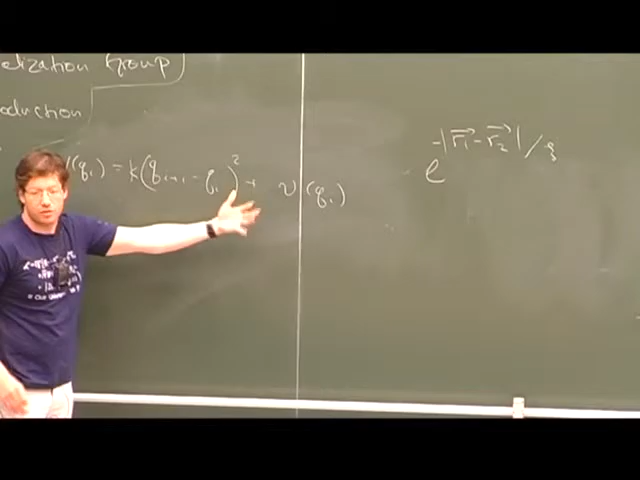 lization Group
oduction
V(q_i) = k(q_{i+1} - q_i)^2 + v(q_i)
e^{-|\vec{r_1} - \vec{r_2}|/ξ}